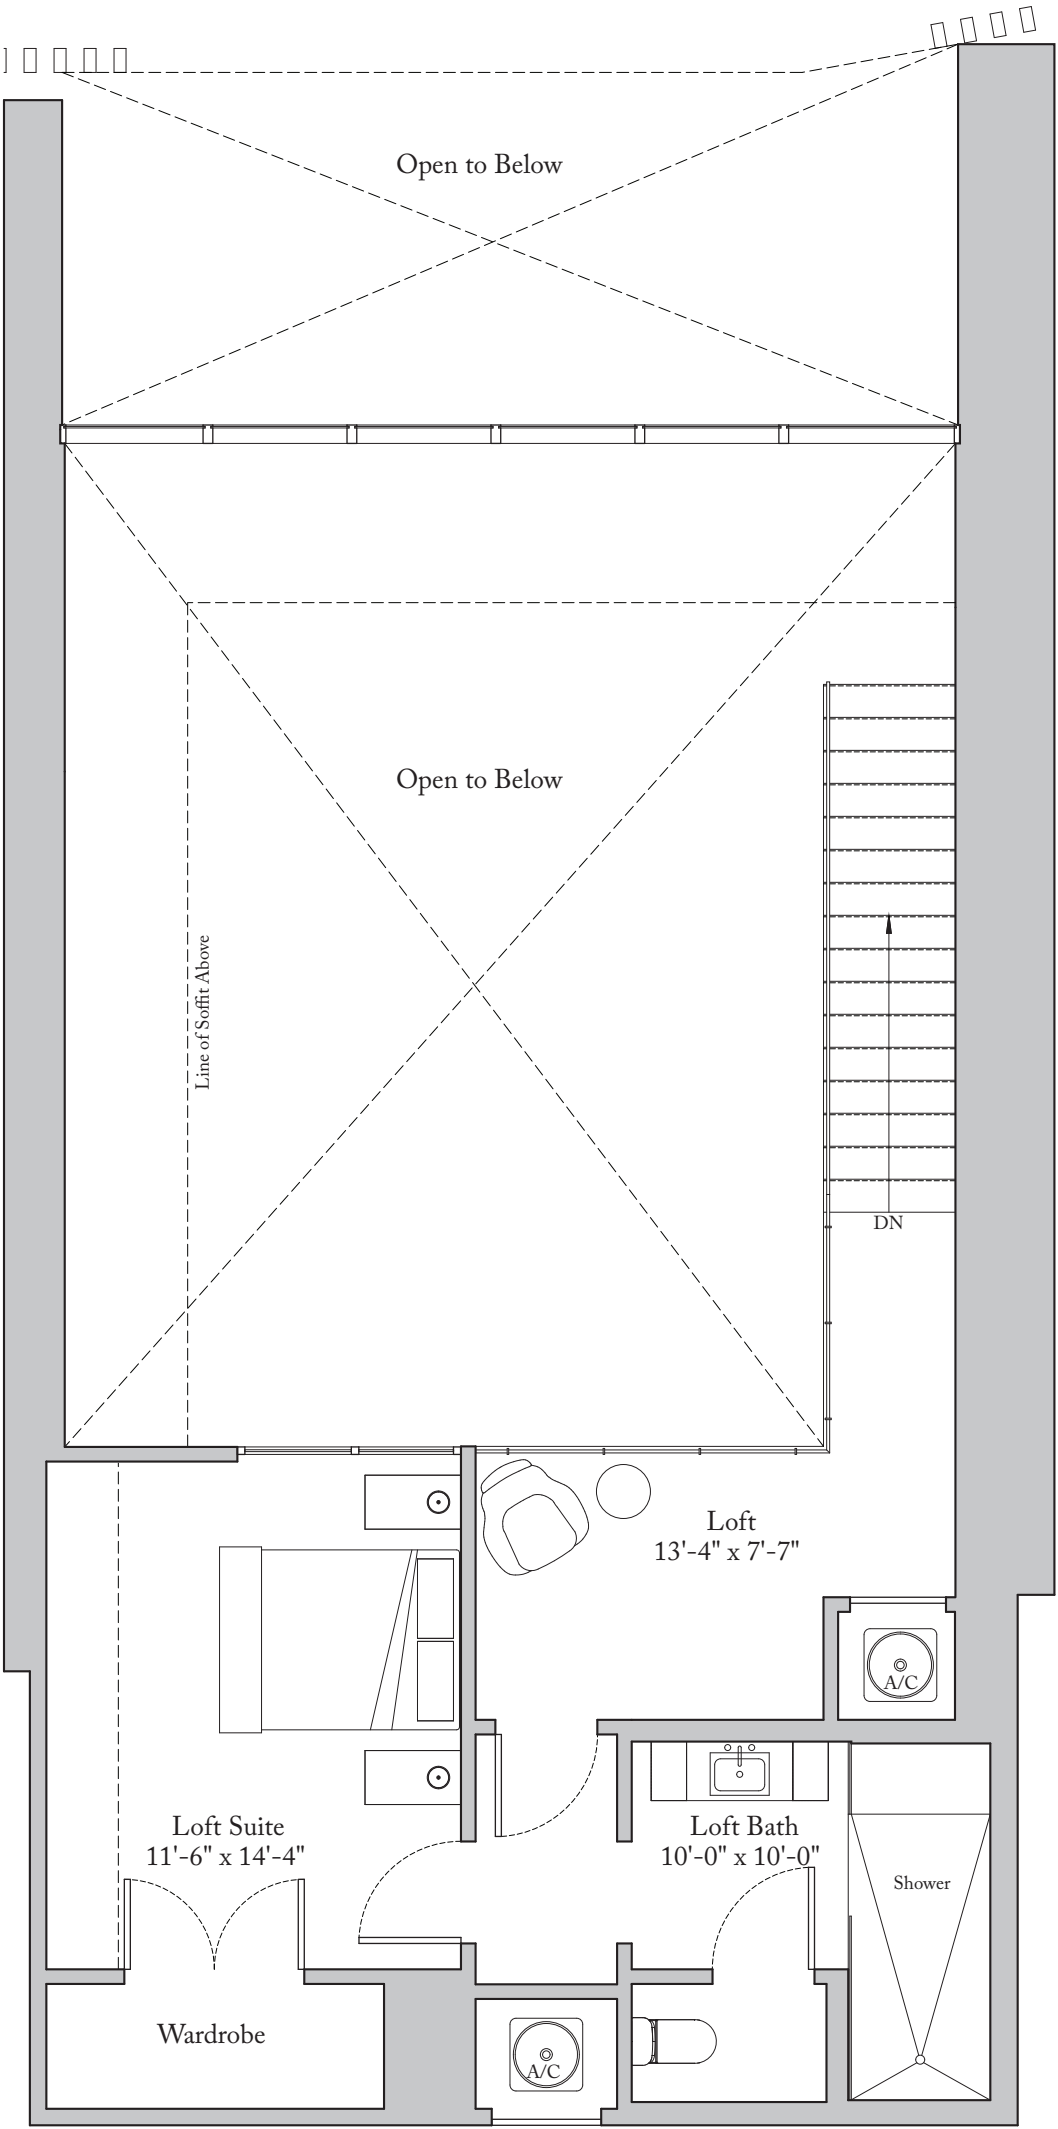 Open to Below
Open to Below
Line of Soffit Above
DN
Loft
13'-4" x 7'-7"
A/C
Loft Suite
11'-6" x 14'-4"
Loft Bath
10'-0" x 10'-0"
Shower
Wardrobe
A/C